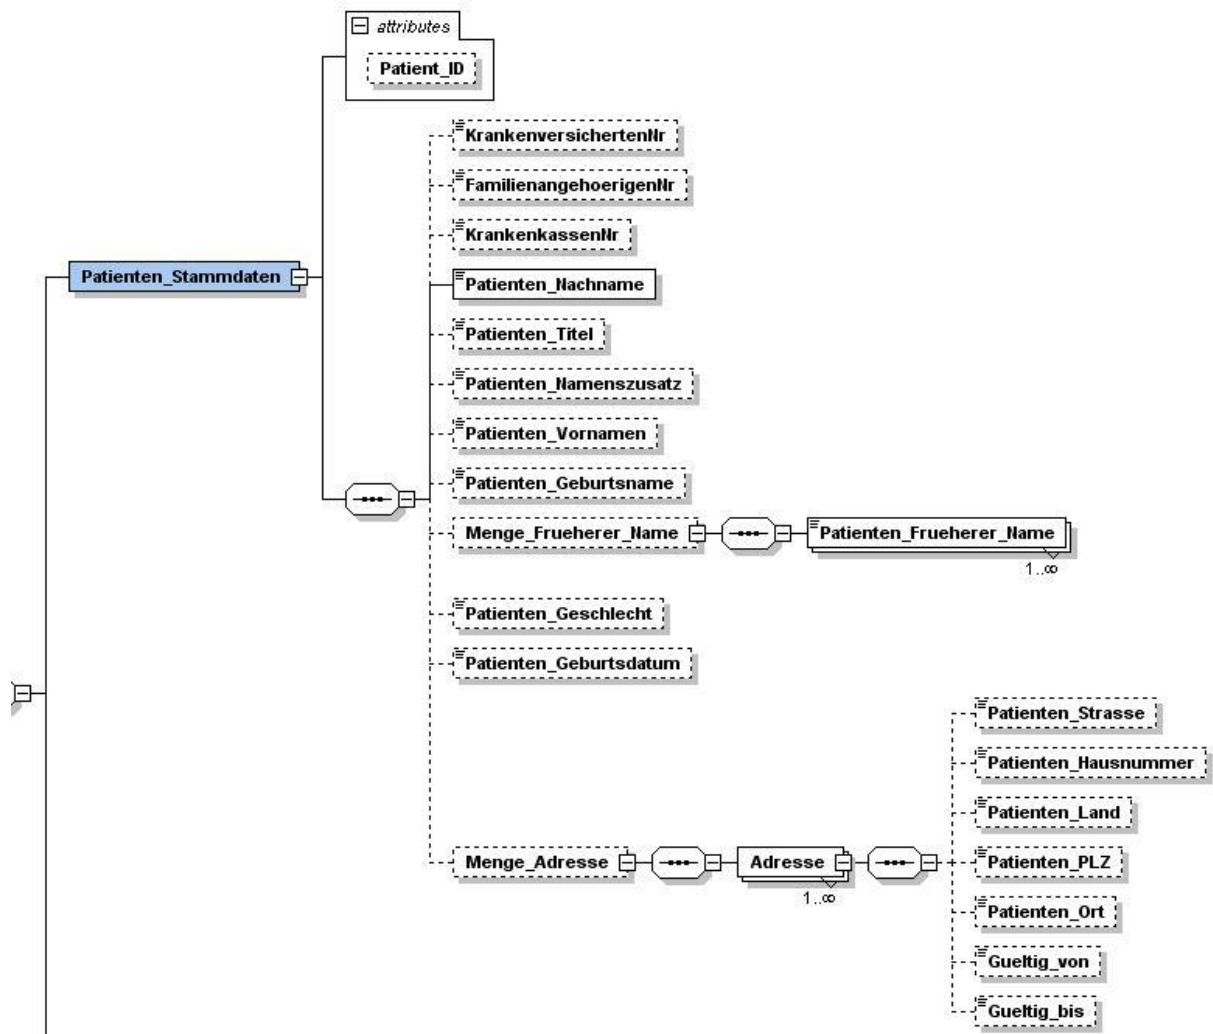 attributes
Patient_ID
KrankenversichertenNr
FamilienangehoerigenNr
KrankenkassenNr
Patienten_Stammdaten
Patienten_Nachname
Patienten_Titel
Patienten_Namenszusatz
Patienten_Vornamen
Patienten_Geburtsname
Menge_Frueherer_Name
Patienten_Frueherer_Name
1..∞
Patienten_Geschlecht
Patienten_Geburtsdatum
Patienten_Strasse
Patienten_Hausnummer
Patienten_Land
Menge_Adresse
Adresse
1..∞
Patienten_PLZ
Patienten_Ort
Gueltig_von
Gueltig_bis